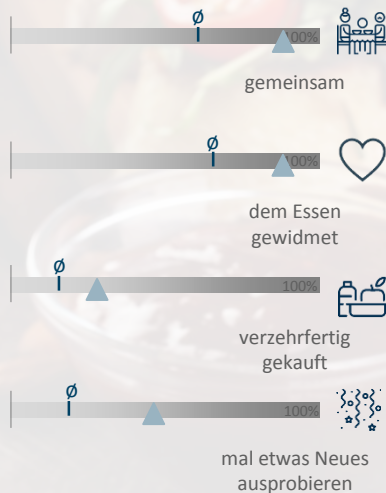 Ø
100%
gemeinsam
Ø
100%
dem Essen
gewidmet
Ø
100%
verzehrfertig
gekauft
Ø
100%
mal etwas Neues
ausprobieren